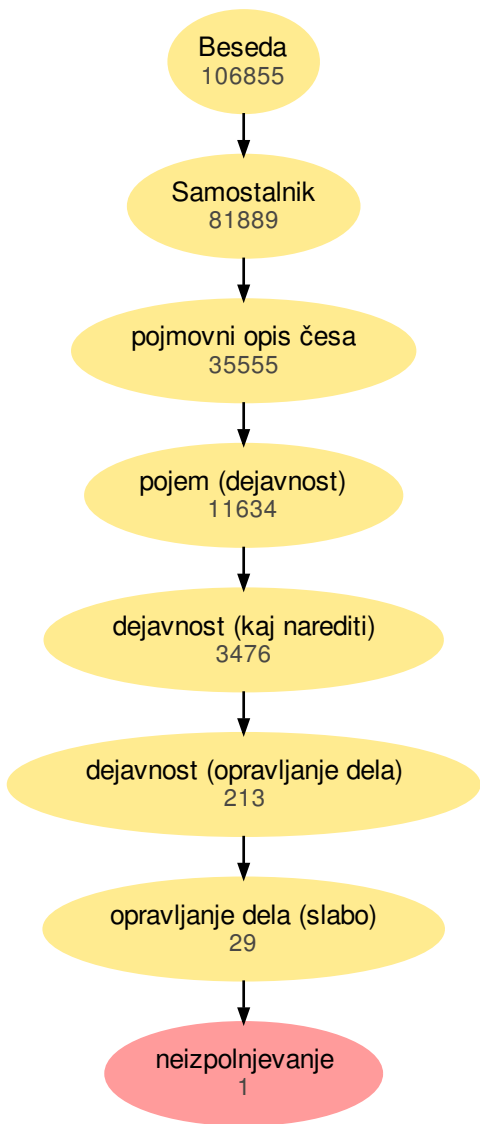 Beseda
106855
Samostalnik
81889
pojmovni opis česa
35555
pojem (dejavnost)
11634
dejavnost (kaj narediti)
3476
dejavnost (opravljanje dela)
213
opravljanje dela (slabo)
29
neizpolnjevanje
1